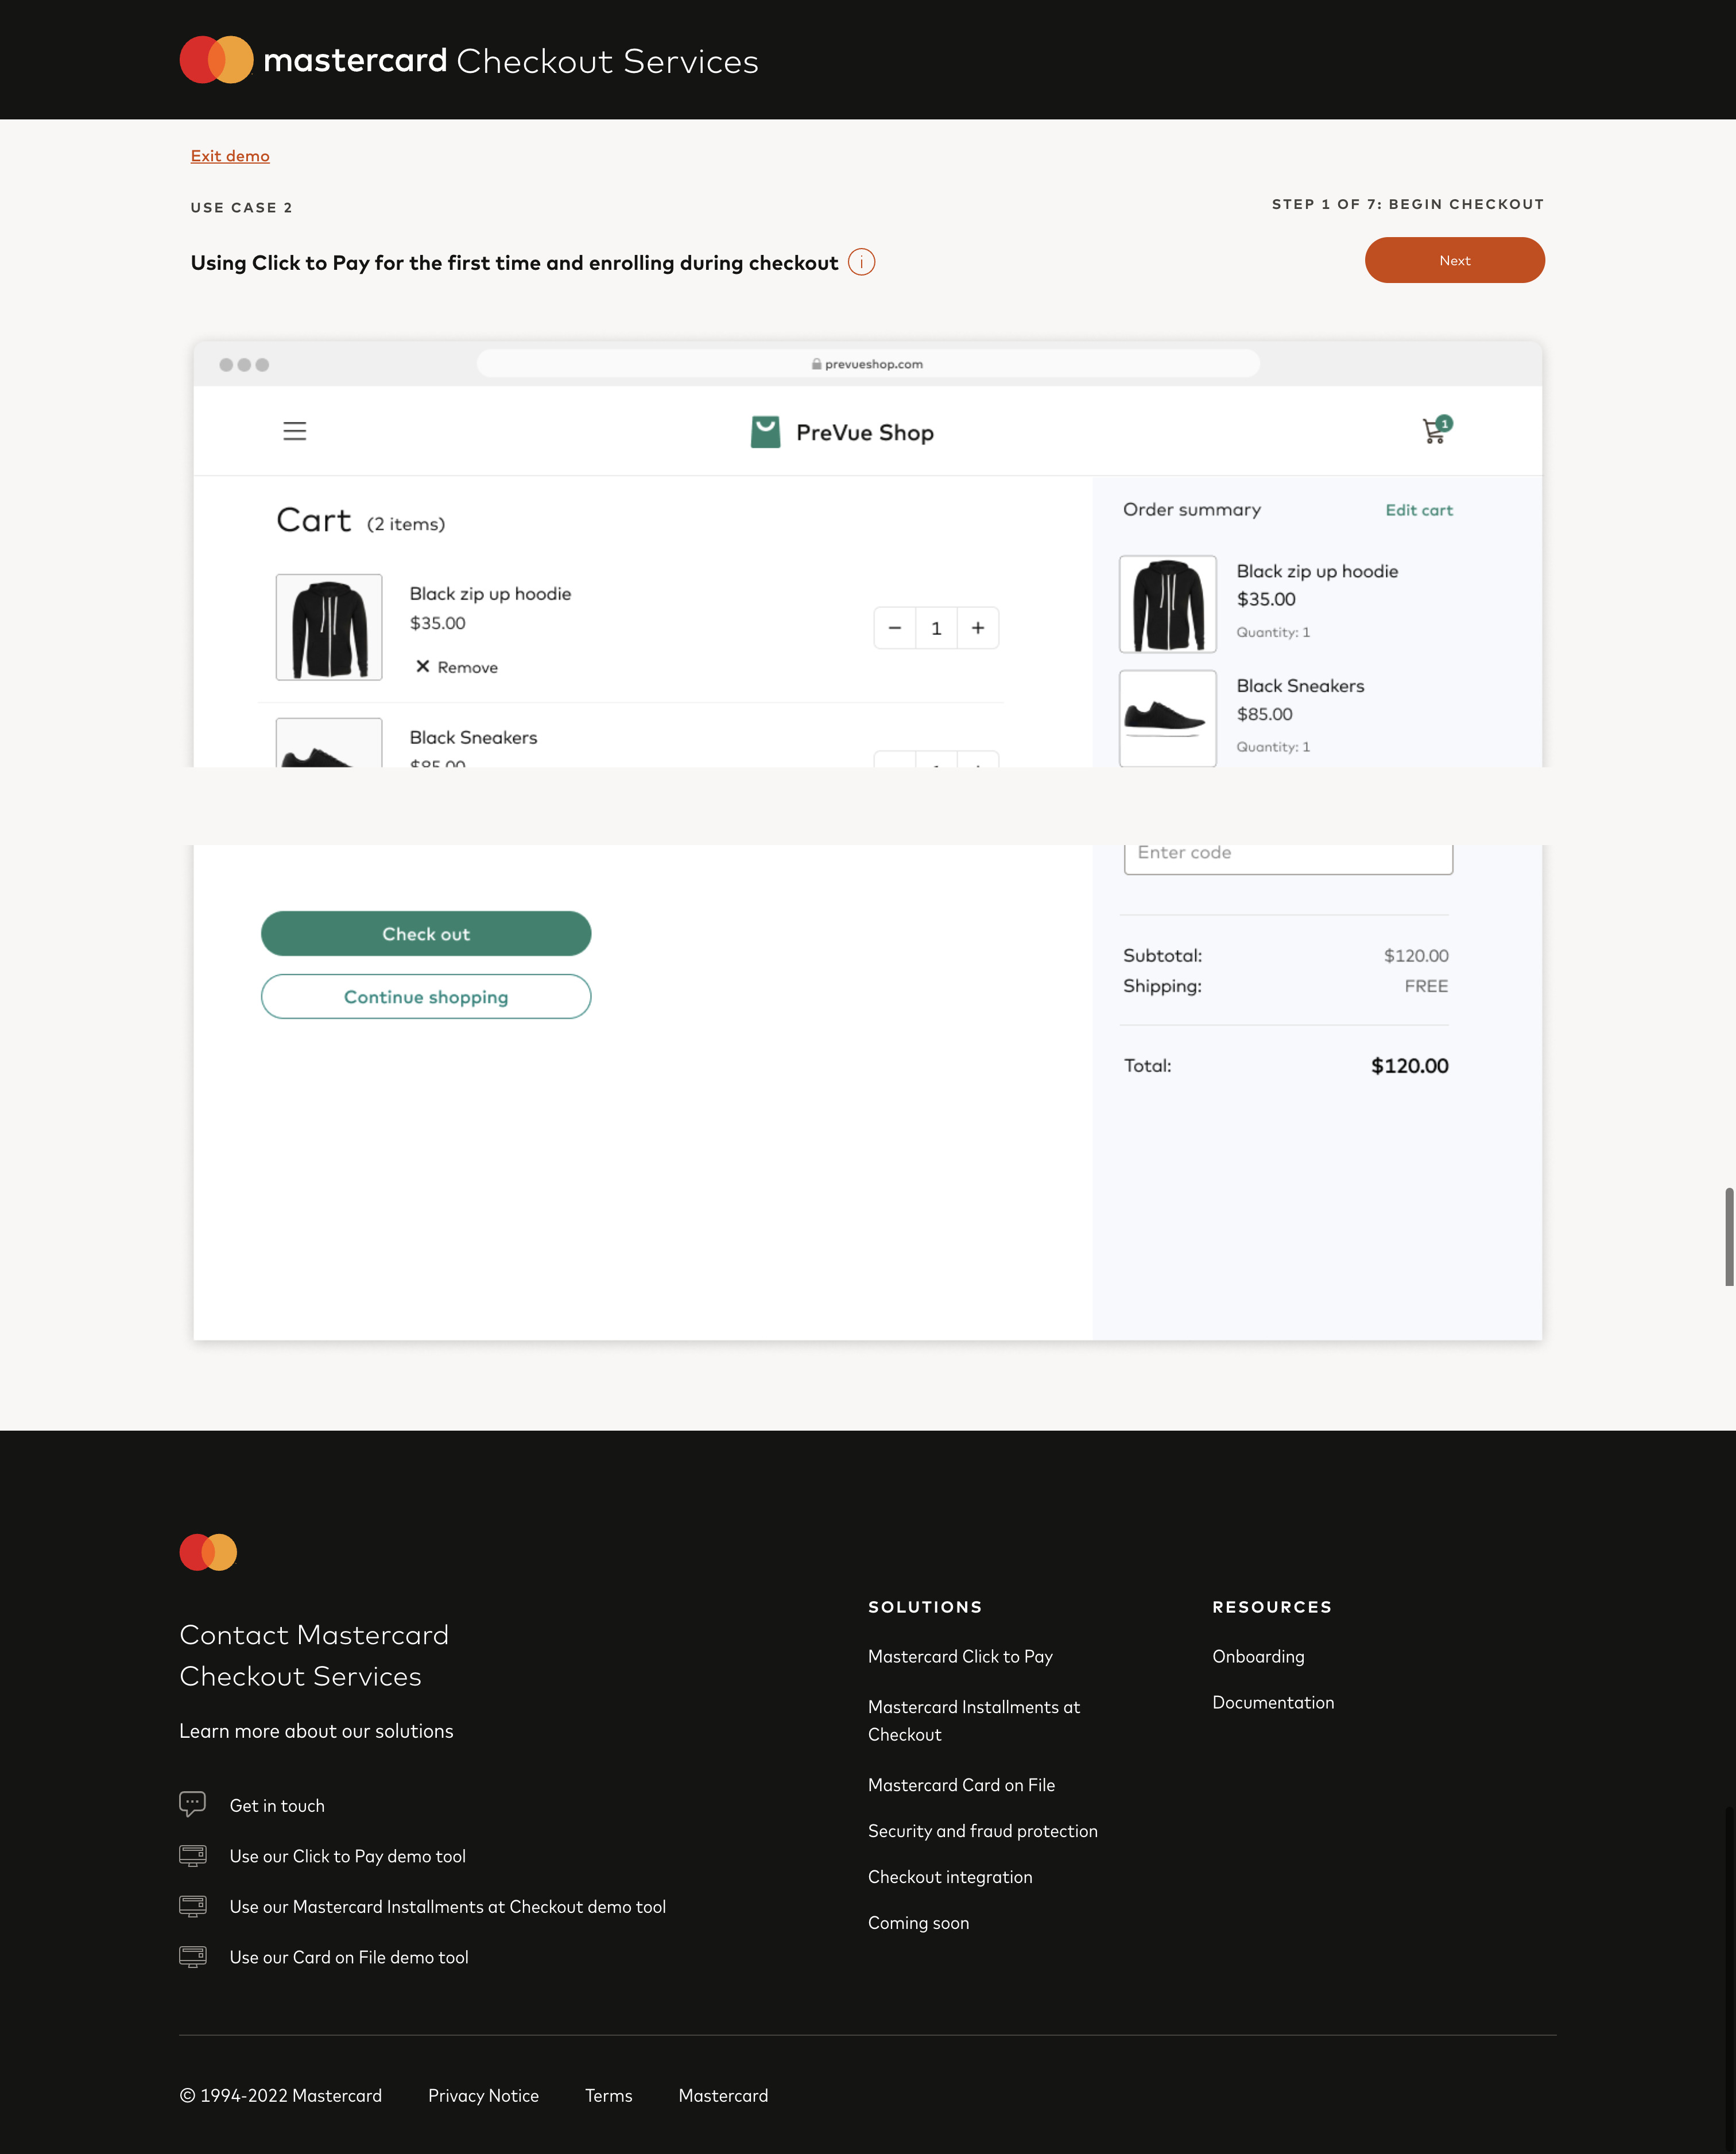 mastercard Checkout Services
Exit demo
USE CASE 2
STEP 1 OF 7: BEGIN CHECKOUT
Using Click to Pay for the first time and enrolling during checkout i
Next
prevueshop.com
PreVue Shop
1
Cart (2 items)
Black zip up hoodie
$35.00
− 1 +
✕ Remove
Black Sneakers
$85.00
Order summary
Edit cart
Black zip up hoodie
$35.00
Quantity: 1
Black Sneakers
$85.00
Quantity: 1
Enter code
Check out
Continue shopping
Subtotal: $120.00
Shipping: FREE
Total: $120.00
Contact Mastercard
Checkout Services
Learn more about our solutions
Get in touch
Use our Click to Pay demo tool
Use our Mastercard Installments at Checkout demo tool
Use our Card on File demo tool
SOLUTIONS
Mastercard Click to Pay
Mastercard Installments at
Checkout
Mastercard Card on File
Security and fraud protection
Checkout integration
Coming soon
RESOURCES
Onboarding
Documentation
© 1994-2022 Mastercard
Privacy Notice
Terms
Mastercard